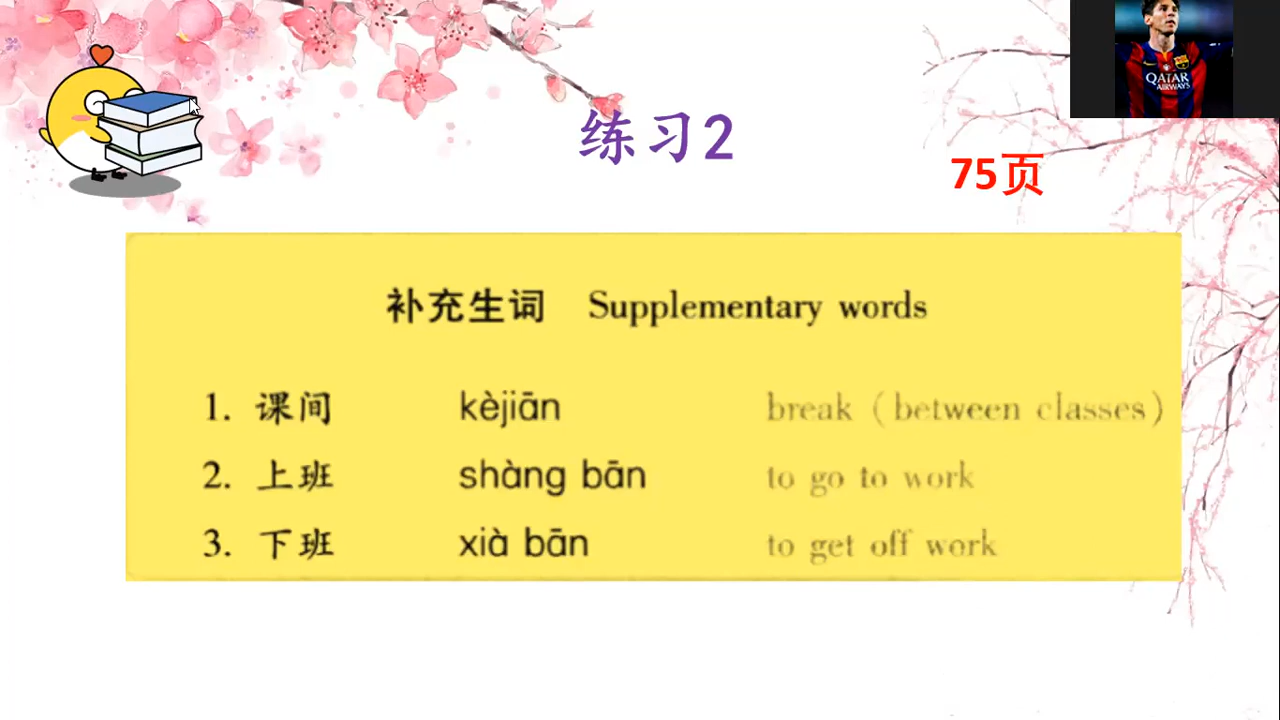 练习2
75页
QATAR
AIRWAYS
补充生词 Supplementary words
1. 课间 kèjiān break (between classes)
2. 上班 shàng bān to go to work
3. 下班 xià bān to get off work